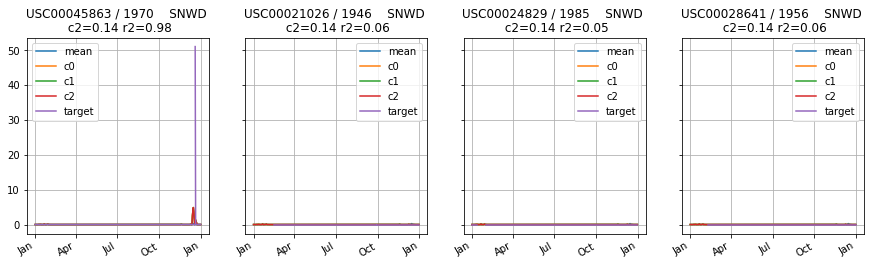 USC00045863 / 1970    SNWD
c2=0.14 r2=0.98
50
40
30
20
10
0
mean
c0
c1
c2
target
Jan
Apr
Jul
Oct
Jan
USC00021026 / 1946    SNWD
c2=0.14 r2=0.06
mean
c0
c1
c2
target
Jan
Apr
Jul
Oct
Jan
USC00024829 / 1985    SNWD
c2=0.14 r2=0.05
mean
c0
c1
c2
target
Jan
Apr
Jul
Oct
Jan
USC00028641 / 1956    SNWD
c2=0.14 r2=0.06
mean
c0
c1
c2
target
Jan
Apr
Jul
Oct
Jan